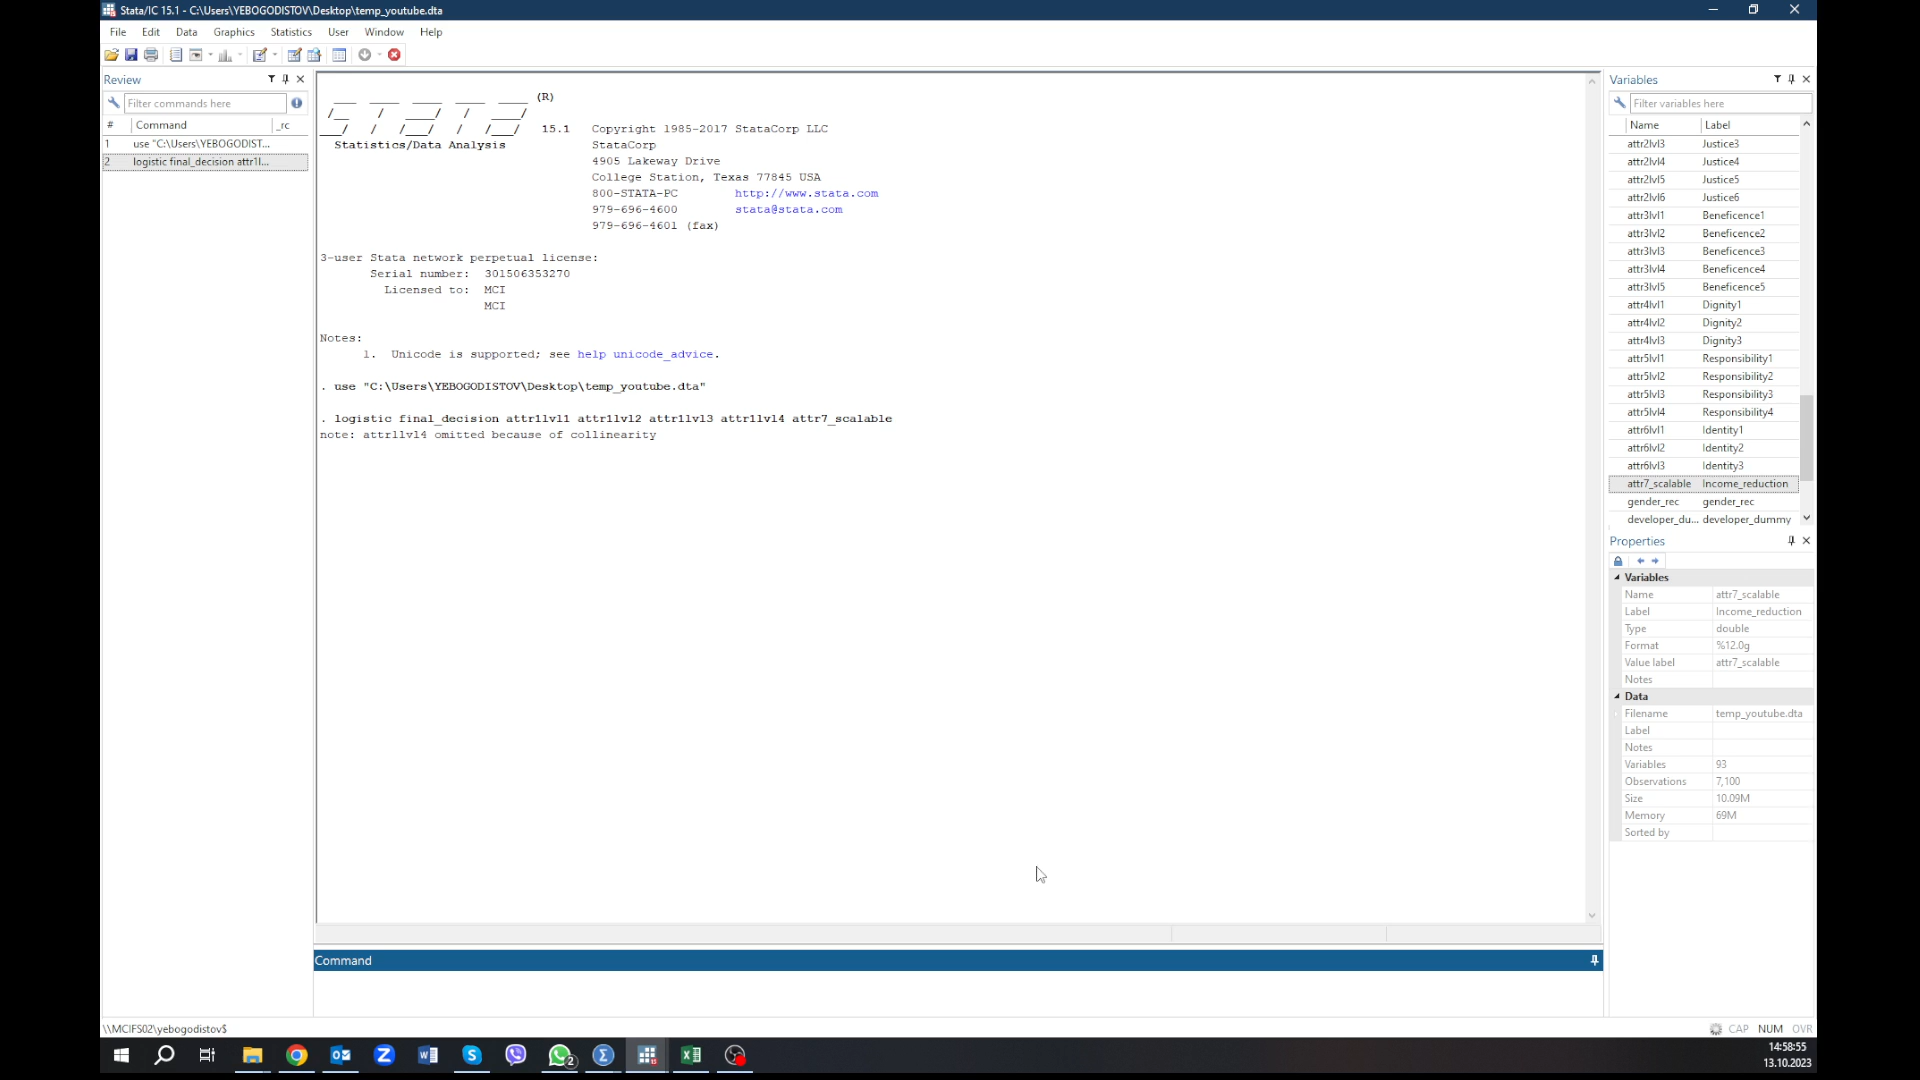 Stata/IC 15.1 - C:\Users\YEBOGODISTOV\Desktop\temp_youtube.dta
File Edit Data Graphics Statistics User Window Help
Review
Filter commands here
# Command _rc
1 use "C:\Users\YEBOGODIST...
2 logistic final_decision attr1l...
(R)
15.1 Copyright 1985-2017 StataCorp LLC
Statistics/Data Analysis StataCorp
4905 Lakeway Drive
College Station, Texas 77845 USA
800-STATA-PC http://www.stata.com
979-696-4600 stata@stata.com
979-696-4601 (fax)
3-user Stata network perpetual license:
Serial number: 301506353270
Licensed to: MCI
MCI
Notes:
1. Unicode is supported; see help unicode_advice.
. use "C:\Users\YEBOGODISTOV\Desktop\temp_youtube.dta"
. logistic final_decision attr1lvl1 attr1lvl2 attr1lvl3 attr1lvl4 attr7_scalable
note: attr1lvl4 omitted because of collinearity
Command
Variables
Filter variables here
Name Label
attr2lvl3 Justice3
attr2lvl4 Justice4
attr2lvl5 Justice5
attr2lvl6 Justice6
attr3lvl1 Beneficence1
attr3lvl2 Beneficence2
attr3lvl3 Beneficence3
attr3lvl4 Beneficence4
attr3lvl5 Beneficence5
attr4lvl1 Dignity1
attr4lvl2 Dignity2
attr4lvl3 Dignity3
attr5lvl1 Responsibility1
attr5lvl2 Responsibility2
attr5lvl3 Responsibility3
attr5lvl4 Responsibility4
attr6lvl1 Identity1
attr6lvl2 Identity2
attr6lvl3 Identity3
attr7_scalable Income_reduction
gender_rec gender_rec
developer_du... developer_dummy
Properties
Variables
Name attr7_scalable
Label Income_reduction
Type double
Format %12.0g
Value label attr7_scalable
Notes
Data
Filename temp_youtube.dta
Label
Notes
Variables 93
Observations 7,100
Size 10.09M
Memory 69M
Sorted by
\\MCIFS02\yebogodistov$
CAP NUM OVR
2
14:58:55
13.10.2023